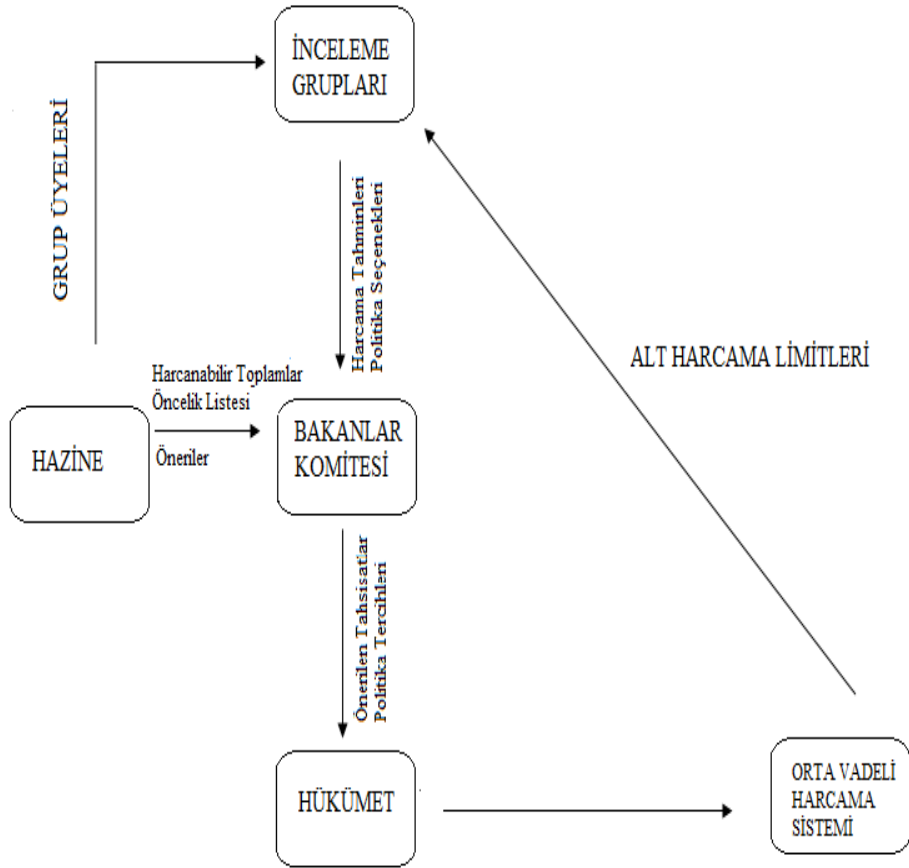 İNCELEME
GRUPLARI
GRUP ÜYELERİ
Harcama Tahminleri
Politika Seçenekleri
ALT HARCAMA LİMİTLERİ
Harcanabilir Toplamlar
Öncelik Listesi
Öneriler
HAZİNE
BAKANLAR
KOMİTESİ
Önerilen Tahsisatlar
Politika Tercihleri
HÜKÜMET
ORTA VADELİ
HARCAMA
SİSTEMİ